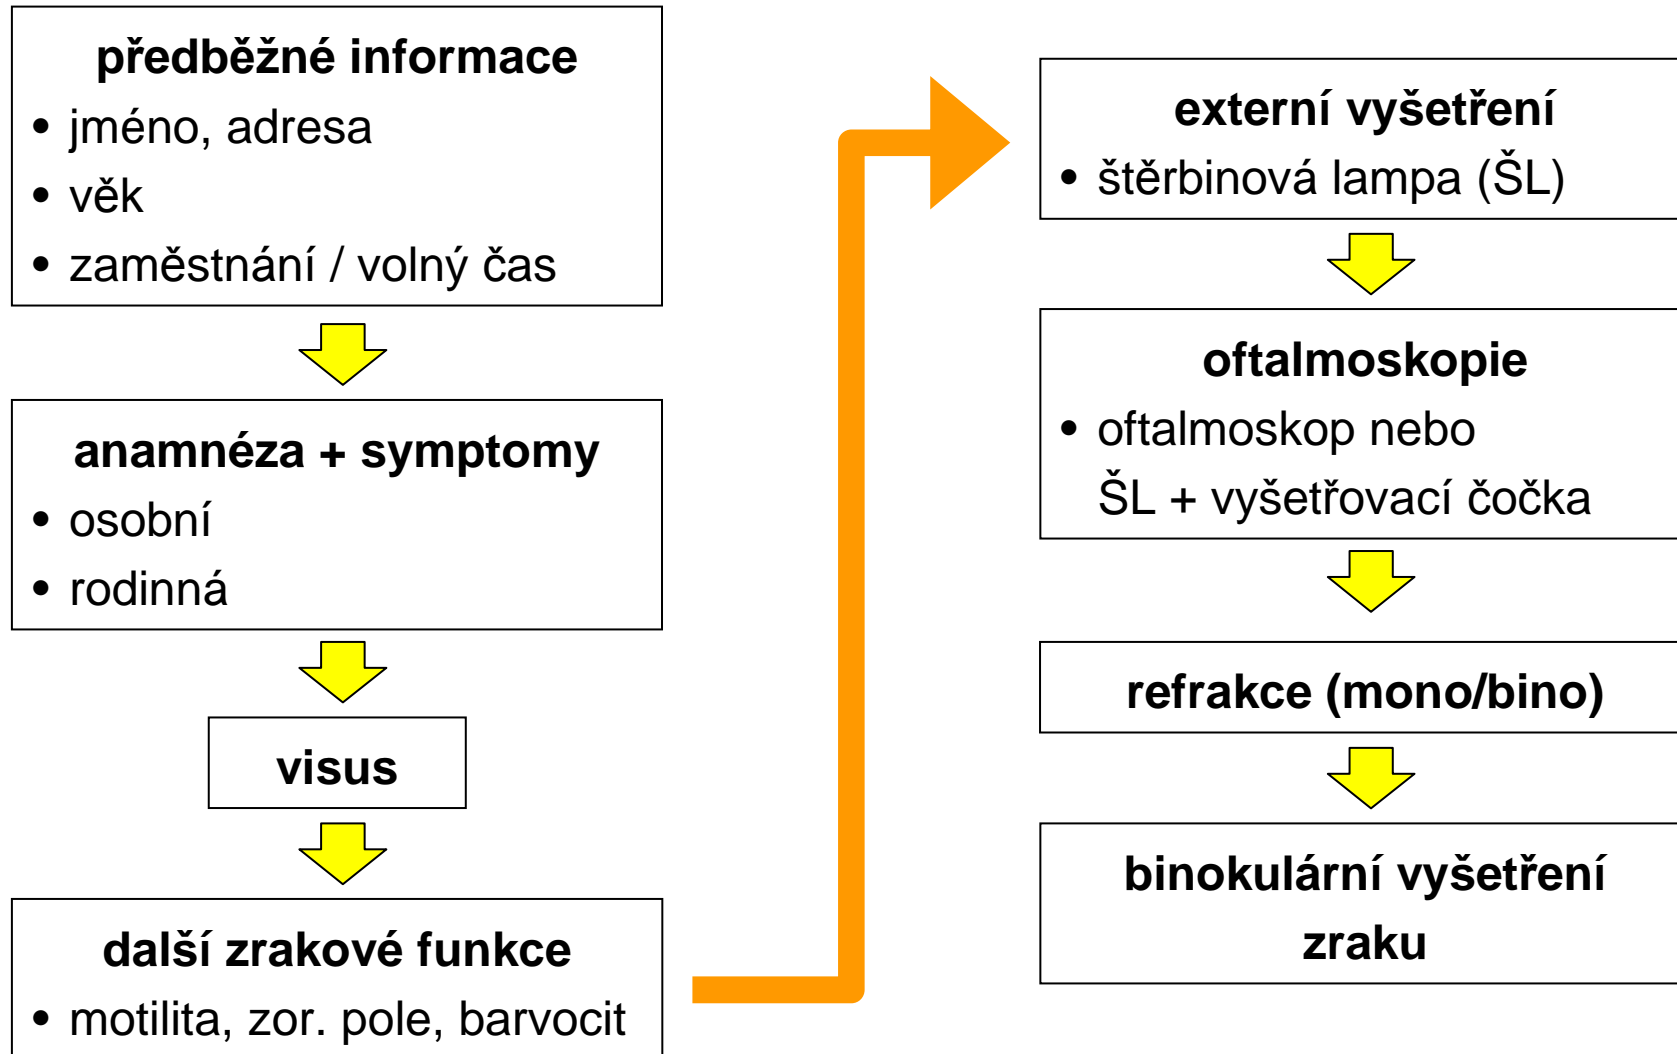 předběžné informace
• jméno, adresa
• věk
• zaměstnání / volný čas
anamnéza + symptomy
• osobní
• rodinná
visus
další zrakové funkce
• motilita, zor. pole, barvocit
externí vyšetření
• štěrbinová lampa (ŠL)
oftalmoskopie
• oftalmoskop nebo
ŠL + vyšetřovací čočka
refrakce (mono/bino)
binokulární vyšetření
zraku